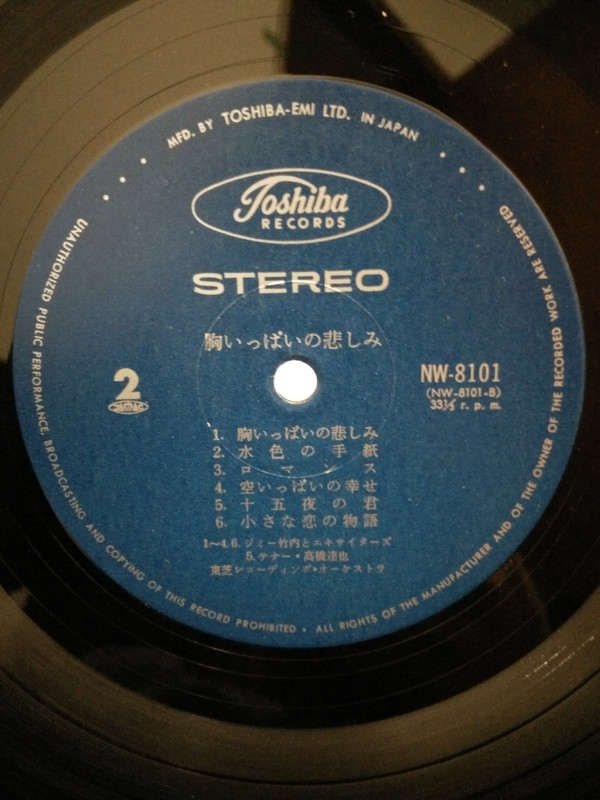 MFD. BY TOSHIBA-EMI LTD. IN JAPAN
Toshiba
RECORDS
STEREO
胸いっぱいの悲しみ
2
NW-8101
(NW-8101-B)
33⅓ r. p. m.
1. 胸いっぱいの悲しみ
2. 水色の手紙
3. ロマンス
4. 空いっぱいの幸せ
5. 十五夜の君
6. 小さな恋の物語
1〜4.6. ジミー竹内とエキサイターズ
5. テナー・高橋達也
東芝レコーディング・オーケストラ
UNAUTHORIZED PUBLIC PERFORMANCE, BROADCASTING AND COPYING OF THIS RECORD PROHIBITED • ALL RIGHTS OF THE MANUFACTURER AND OF THE OWNER OF THE RECORDED WORK ARE RESERVED